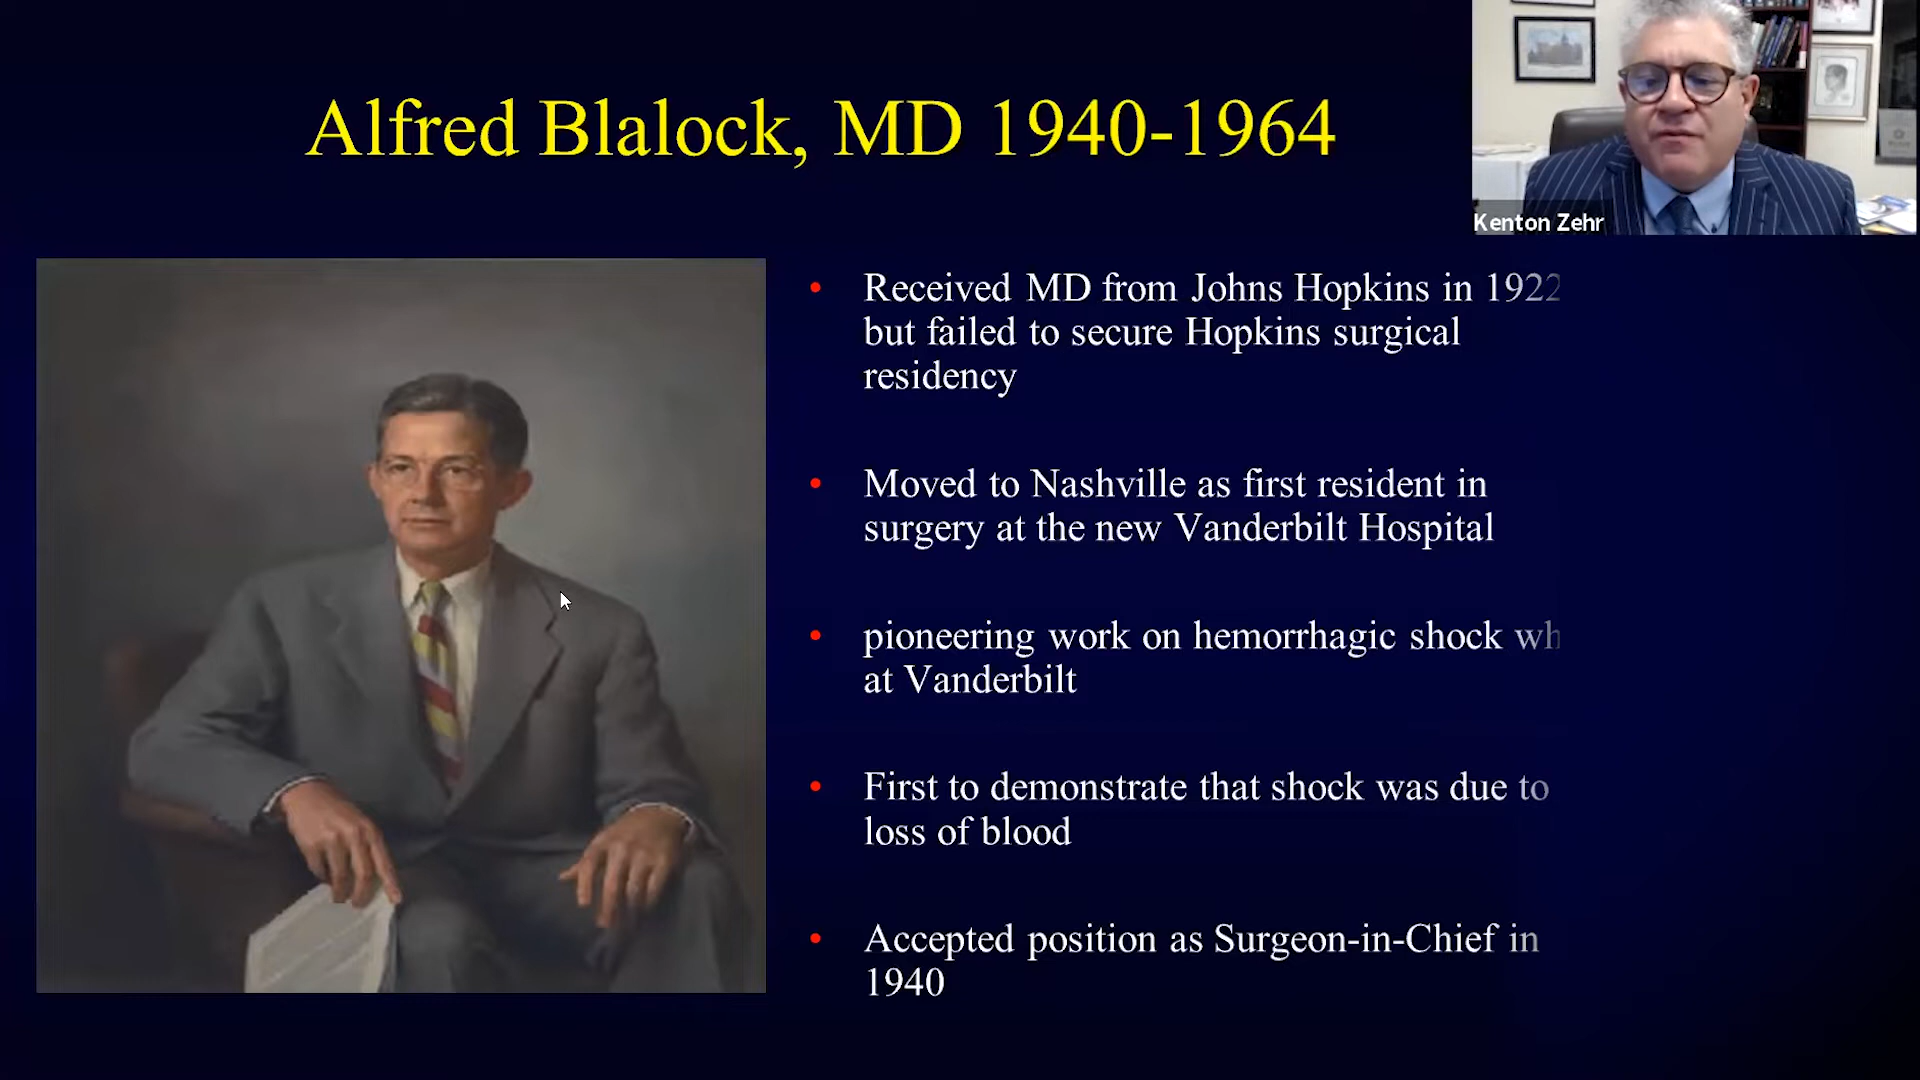 Alfred Blalock, MD 1940-1964
Kenton Zehr
• Received MD from Johns Hopkins in 1922
but failed to secure Hopkins surgical
residency
• Moved to Nashville as first resident in
surgery at the new Vanderbilt Hospital
• pioneering work on hemorrhagic shock
at Vanderbilt
• First to demonstrate that shock was due to
loss of blood
• Accepted position as Surgeon-in-Chief in
1940